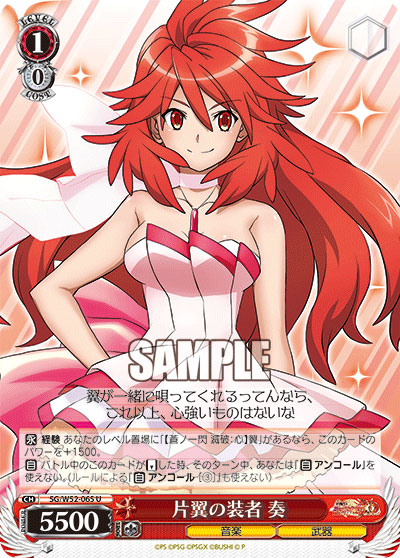 LEVEL
1
0
COST
SAMPLE
翼が一緒に唄ってくれるってんなら、
これ以上、心強いものはないな
永 経験 あなたのレベル置場に「【蒼ノ一閃 滅破:心】翼」があるなら、このカードの
パワーを+1500。
自 バトル中のこのカードが【】した時、そのターン中、あなたは『自 アンコール』を
使えない。(ルールによる『自 アンコール [③]』も使えない)
CH SG/W52-065 U
5500
片翼の装者 奏
音楽 武器
©PS ©PSG ©PSGX ©BUSHI © P